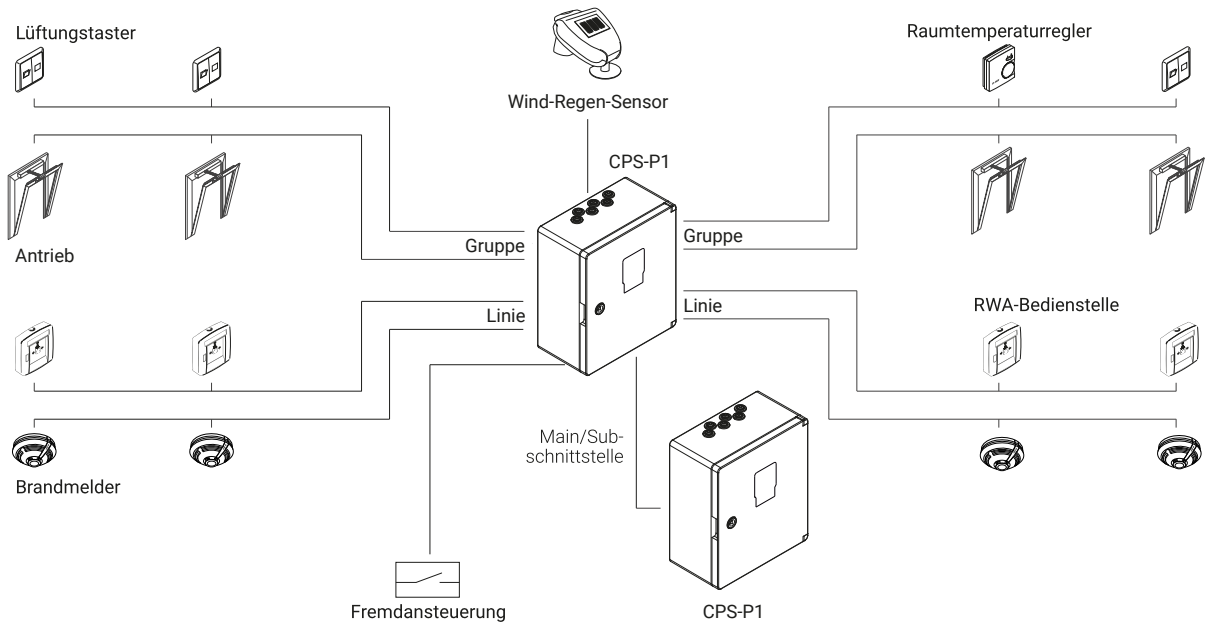 Lüftungstaster
Raumtemperaturregler
Wind-Regen-Sensor
CPS-P1
Gruppe
Gruppe
Antrieb
Linie
Linie
RWA-Bedienstelle
Main/Sub-
schnittstelle
Brandmelder
Fremdansteuerung
CPS-P1